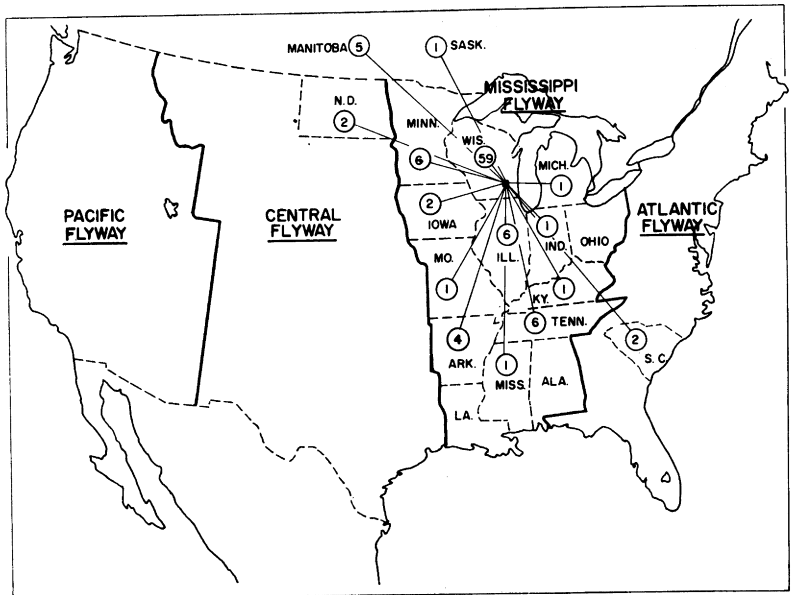 MANITOBA 5
1 SASK.
MISSISSIPPI
FLYWAY
N.D.
2
MINN.
WIS.
59
6
MICH.
1
2
IOWA
PACIFIC
FLYWAY
CENTRAL
FLYWAY
ATLANTIC
FLYWAY
6
ILL.
1
IND.
OHIO
MO.
1
KY.
1
6 TENN.
4
ARK.
1
MISS.
ALA.
2
S.C.
LA.